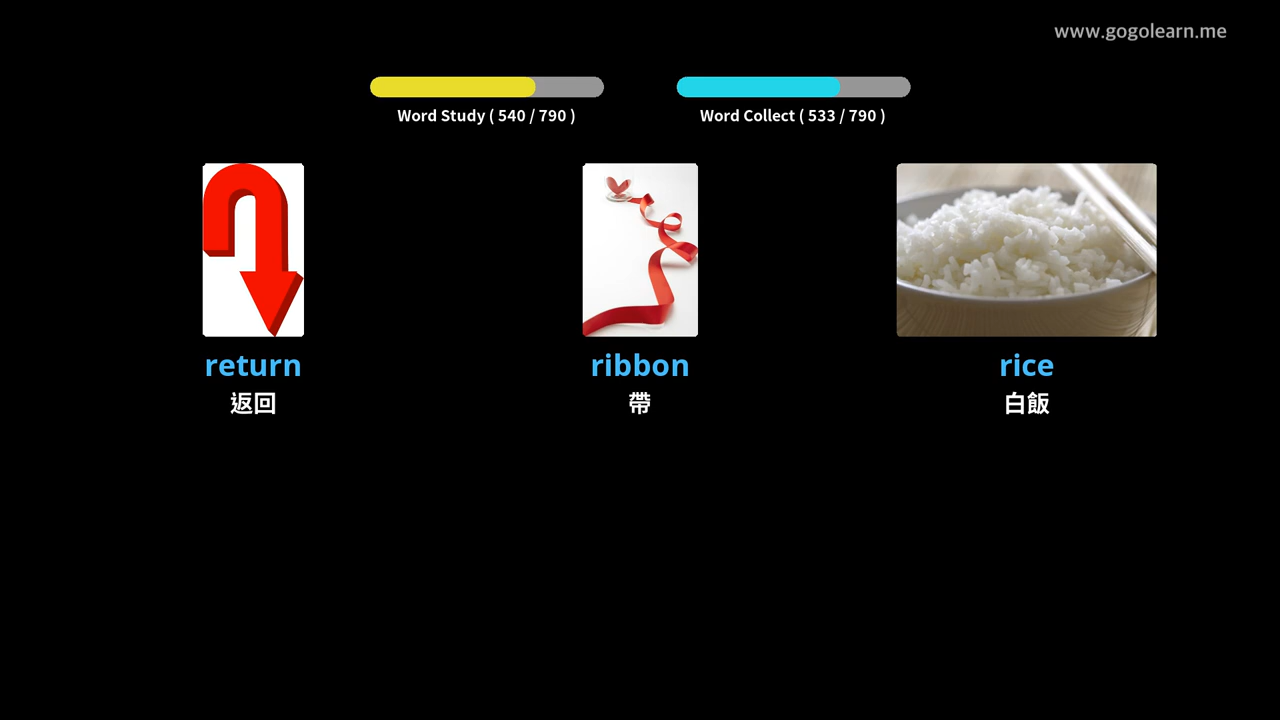 www.gogolearn.me
Word Study ( 540 / 790 )
Word Collect ( 533 / 790 )
return
ribbon
rice
返回
帶
白飯